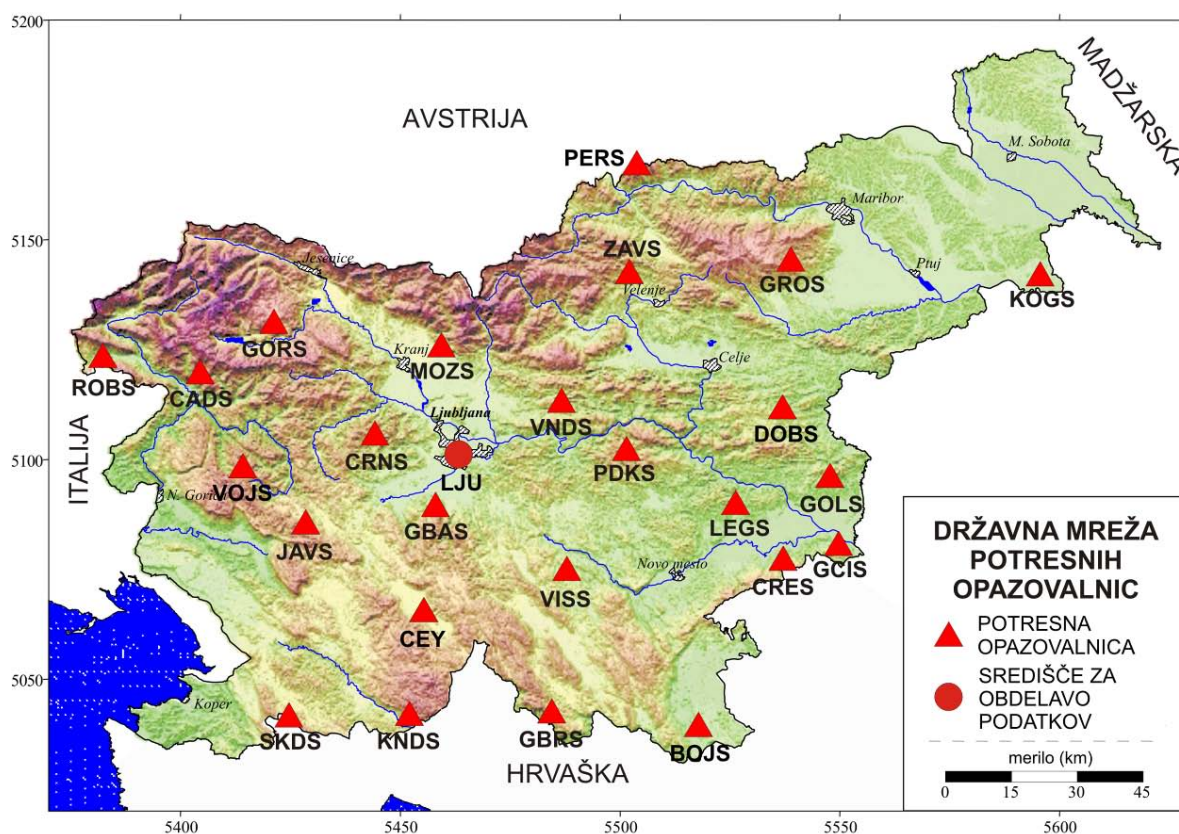 5200
AVSTRIJA
MADŽARSKA
M. Sobota
PERS
Maribor
5150
ZAVS
Jesenice
GROS
Ptuj
Velenje
KOGS
GORS
Kranj
MOZS
Celje
ROBS
CADS
ITALIJA
Ljubljana
VNDS
DOBS
CRNS
5100
LJU
PDKS
VOJS
N. Gorica
GOLS
GBAS
LEGS
JAVS
Novo mesto
CRES
GCIS
VISS
CEY
5050
Koper
SKDS
KNDS
GBRS
BOJS
HRVAŠKA
DRŽAVNA MREŽA
POTRESNIH
OPAZOVALNIC
POTRESNA
OPAZOVALNICA
SREDIŠČE ZA
OBDELAVO
PODATKOV
merilo (km)
0 15 30 45
5400 5450 5500 5550 5600